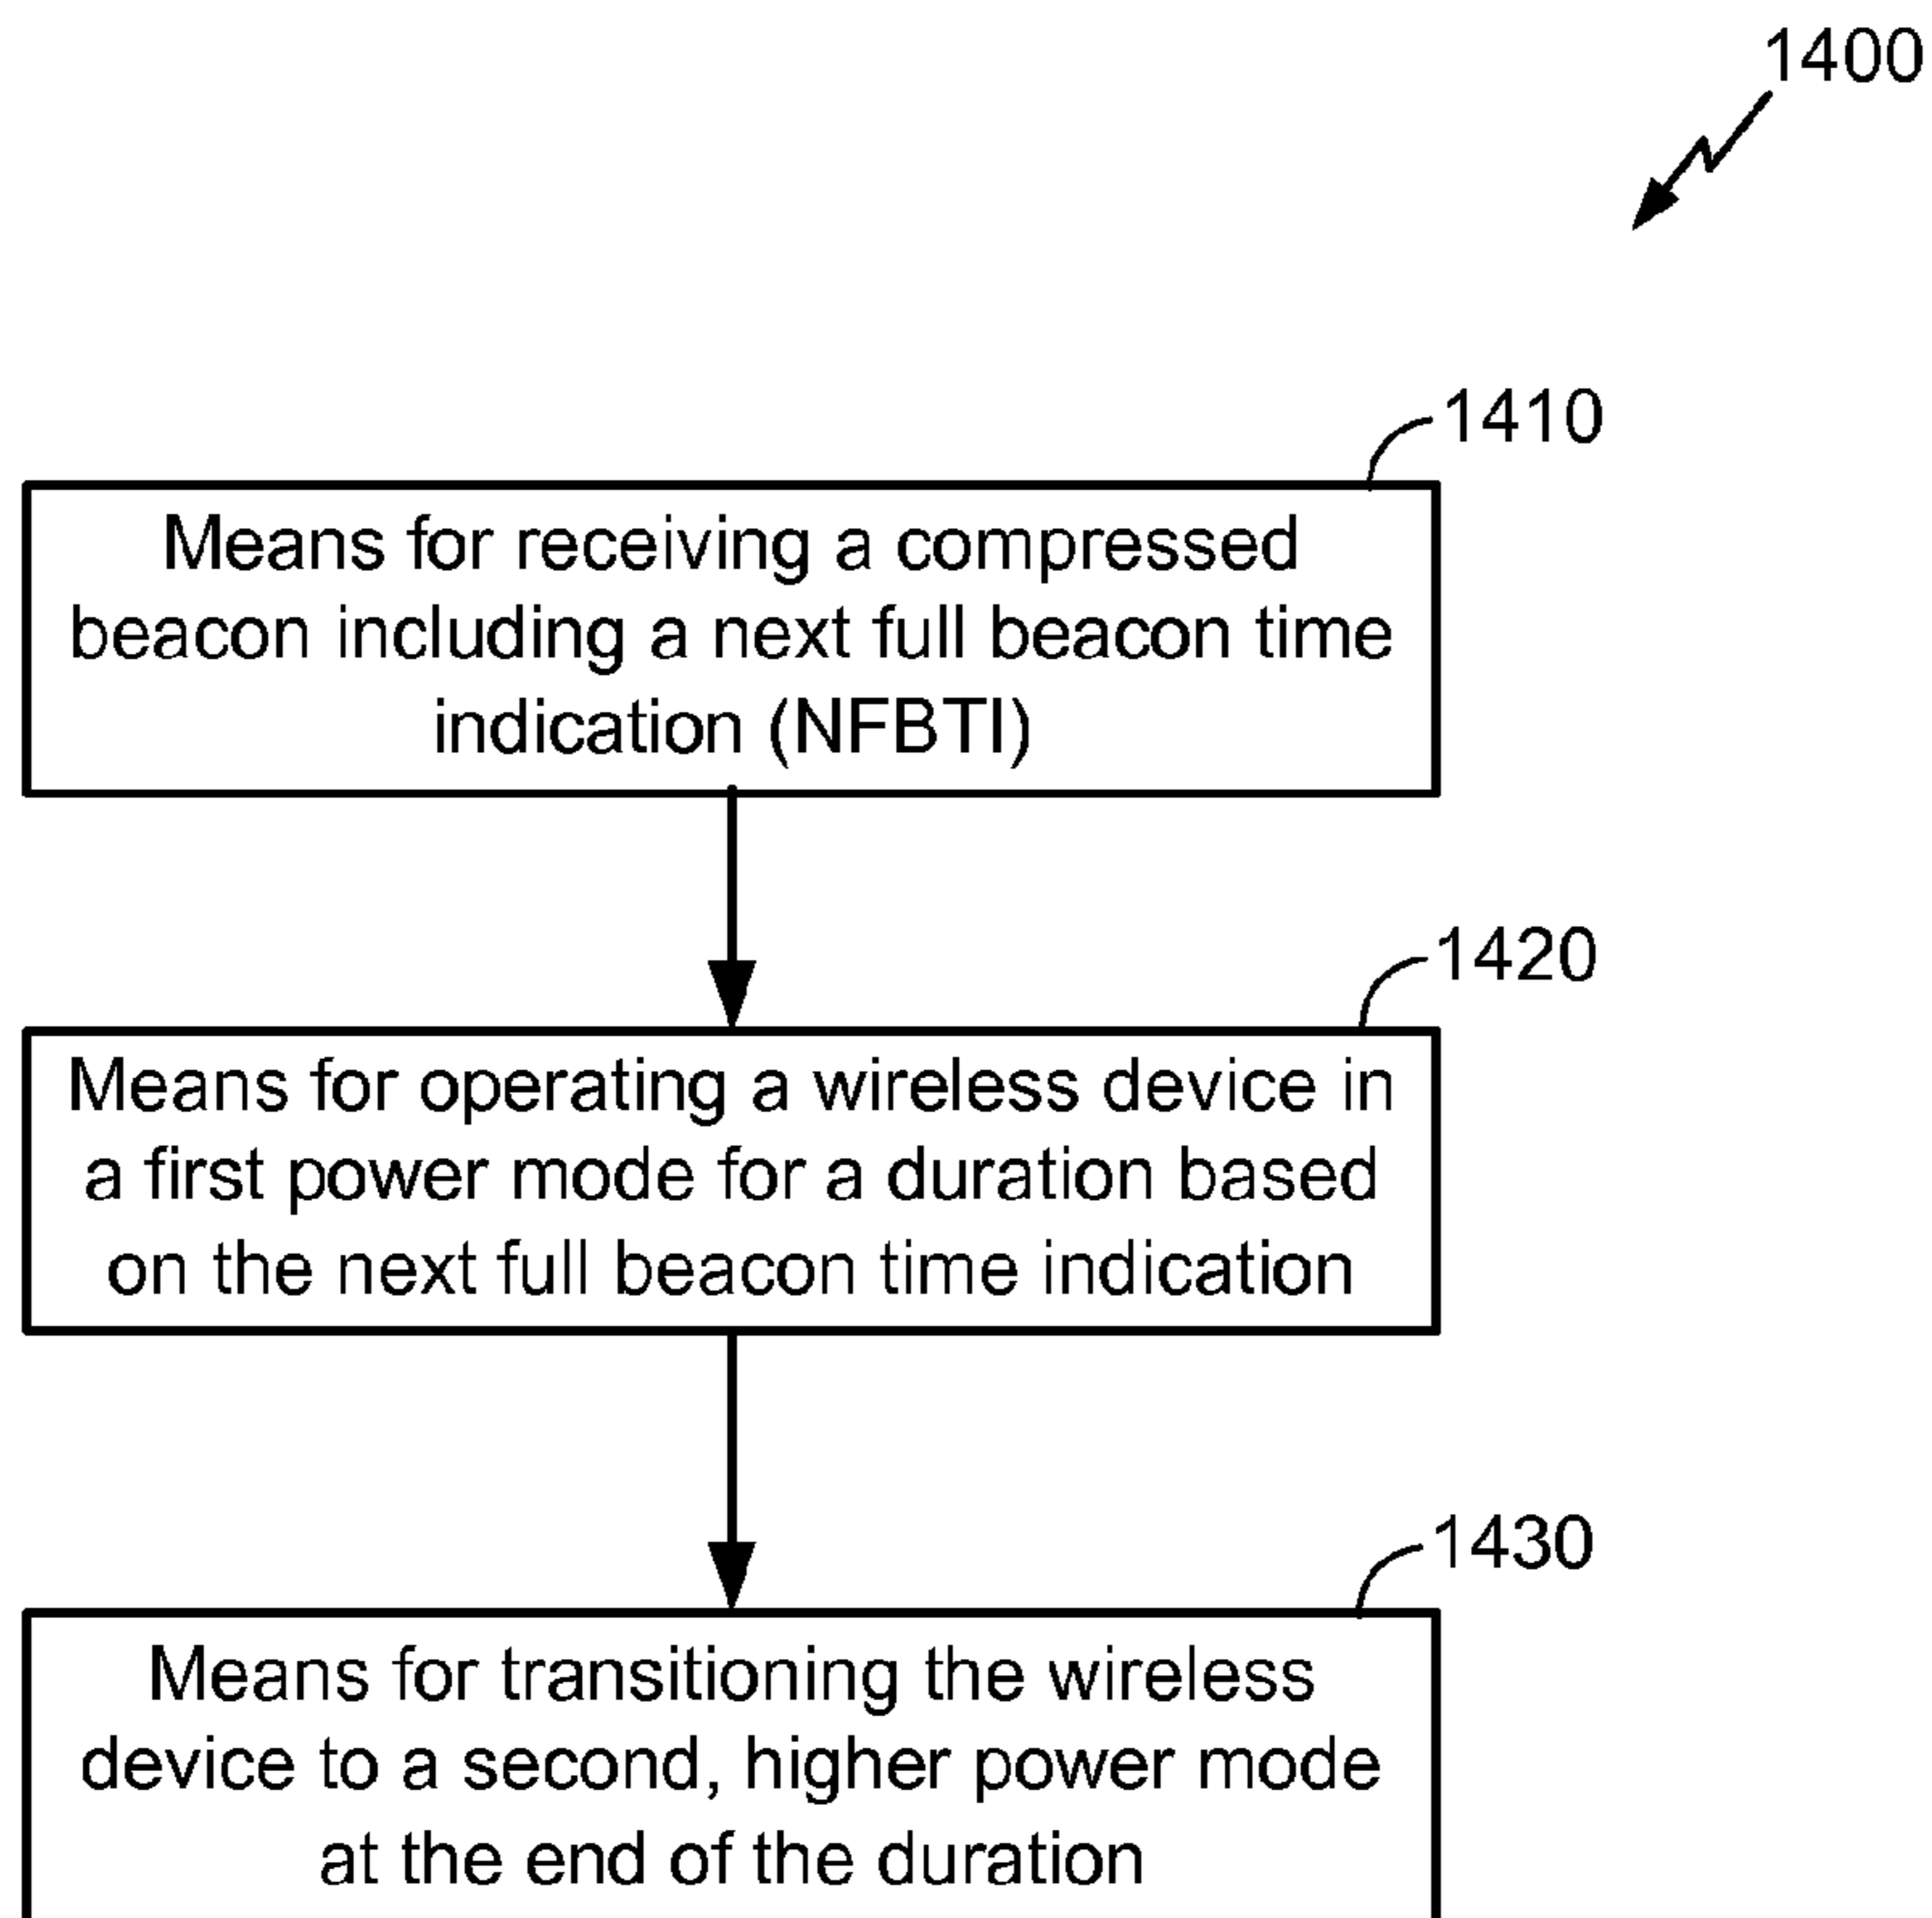 1400
1410
Means for receiving a compressed
beacon including a next full beacon time
indication (NFBTI)
1420
Means for operating a wireless device in
a first power mode for a duration based
on the next full beacon time indication
1430
Means for transitioning the wireless
device to a second, higher power mode
at the end of the duration